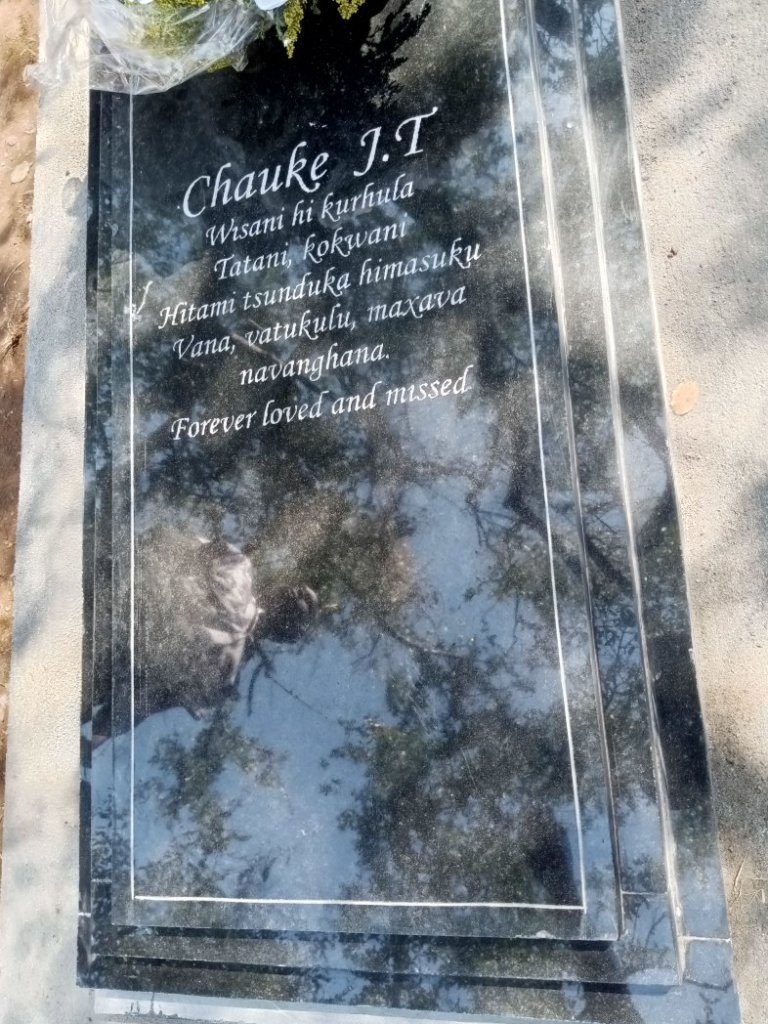 Chauke J.T
Wisani hi kurhula
Tatani, kokwani
Hitami tsunduka himasuku
Vana, vatukulu, maxava
navanghana.
Forever loved and missed